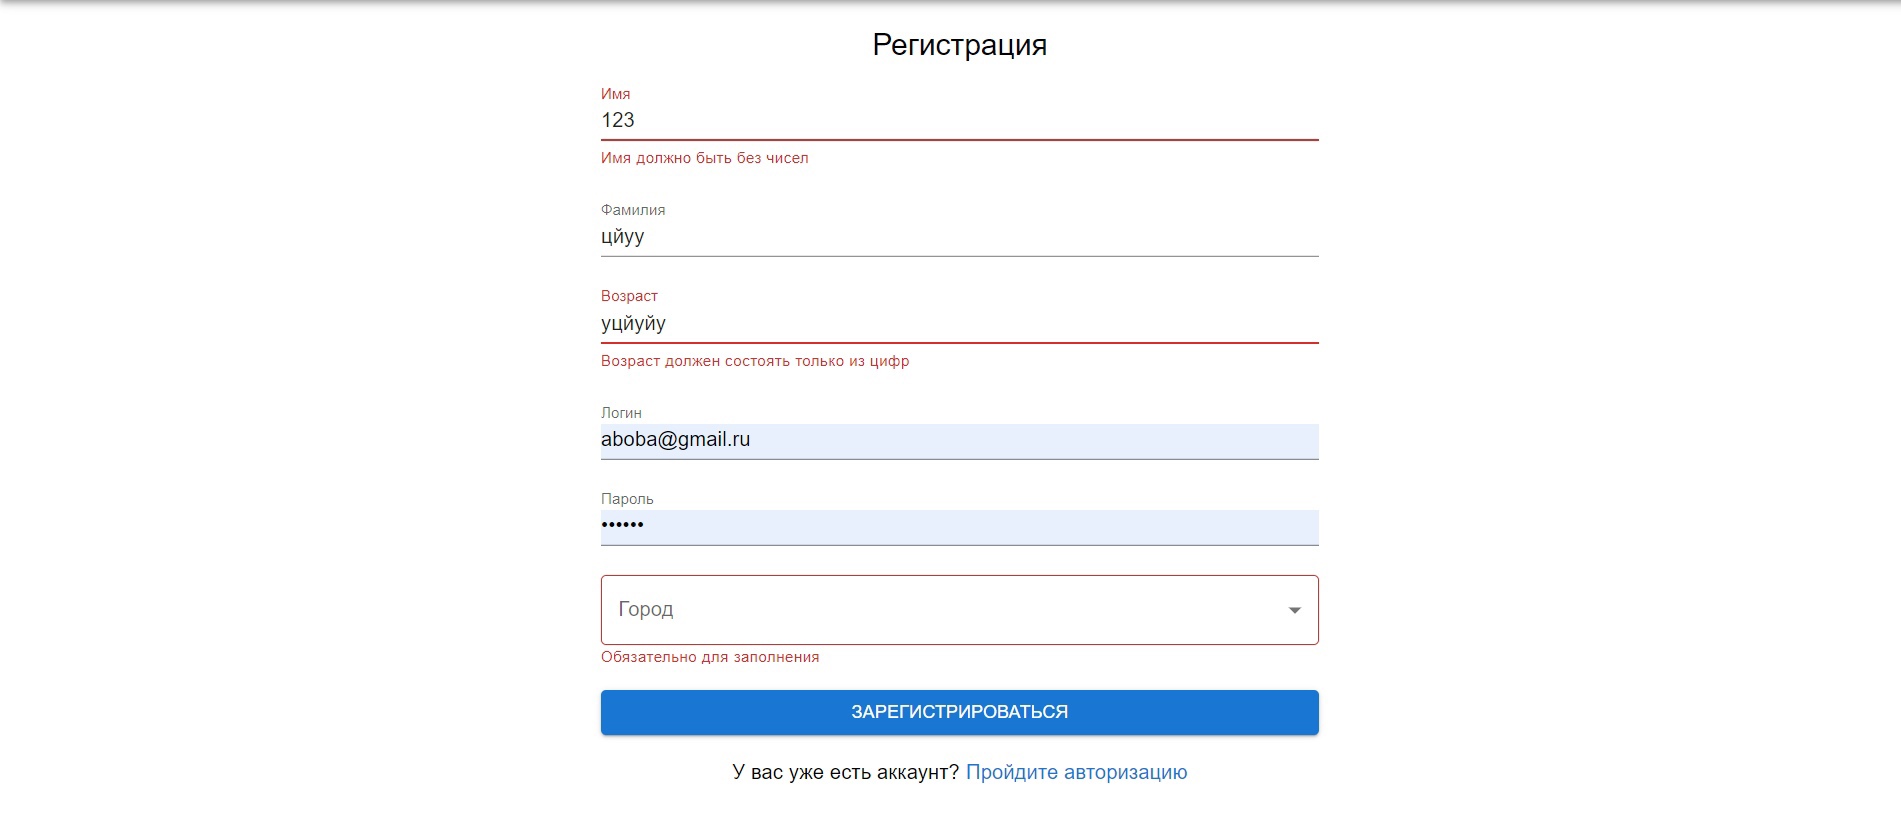 Регистрация
Имя
123
Имя должно быть без чисел
Фамилия
цйуу
Возраст
уцйуйу
Возраст должен состоять только из цифр
Логин
aboba@gmail.ru
Пароль
••••••
Город
Обязательно для заполнения
ЗАРЕГИСТРИРОВАТЬСЯ
У вас уже есть аккаунт? Пройдите авторизацию